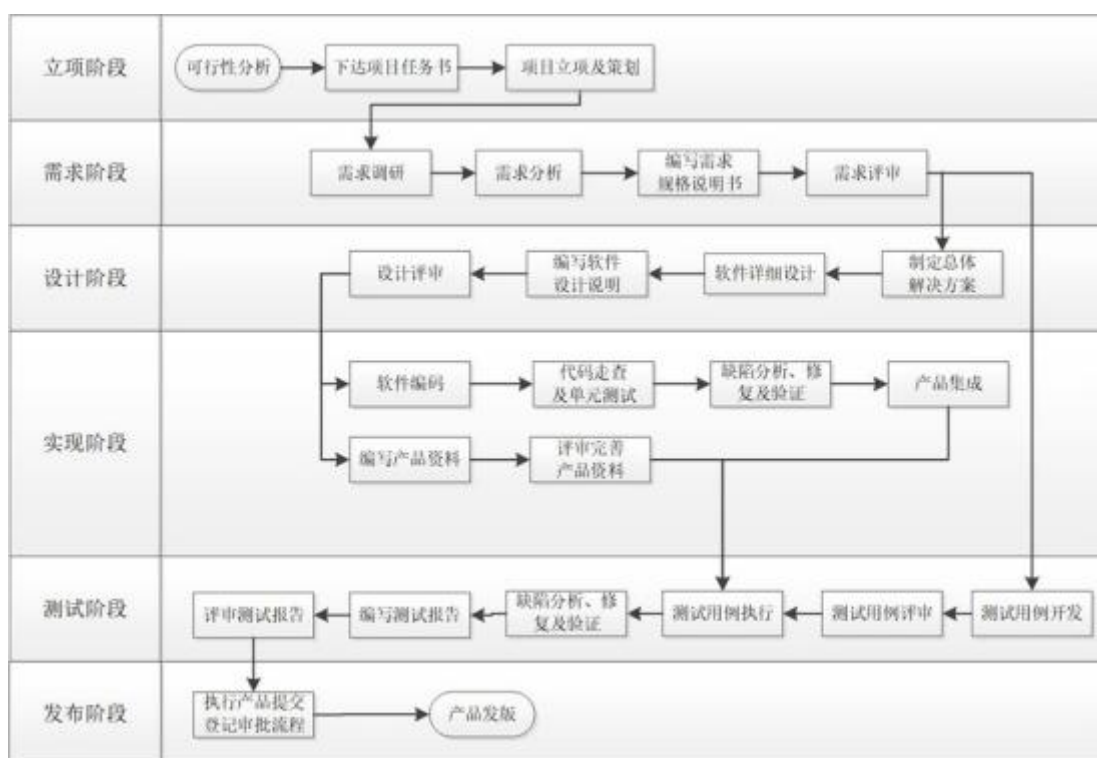 立项阶段
可行性分析
下达项目任务书
项目立项及策划
需求阶段
需求调研
需求分析
编写需求
规格说明书
需求评审
设计阶段
设计评审
编写软件
设计说明
软件详细设计
制定总体
解决方案
实现阶段
软件编码
代码走查
及单元测试
缺陷分析、修
复及验证
产品集成
编写产品资料
评审完善
产品资料
测试阶段
评审测试报告
编写测试报告
缺陷分析、修
复及验证
测试用例执行
测试用例评审
测试用例开发
发布阶段
执行产品提交
登记审批流程
产品发版